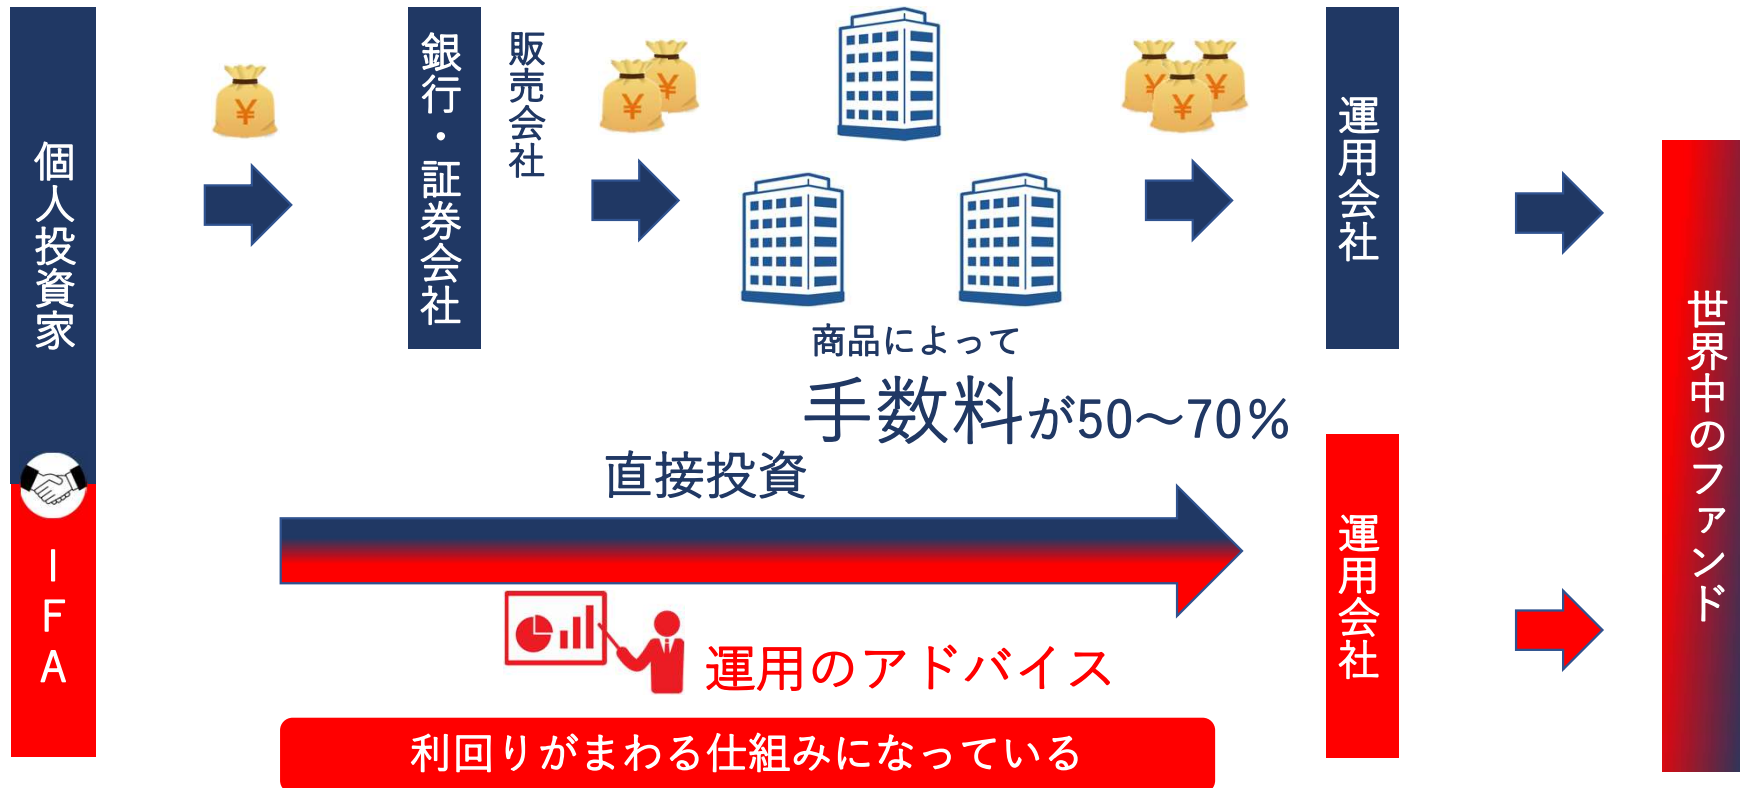 個人投資家
¥
銀行・証券会社
販売会社
¥
¥
¥
¥
¥
運用会社
世界中のファンド
商品によって
手数料が50～70%
直接投資
IFA
運用のアドバイス
運用会社
利回りがまわる仕組みになっている